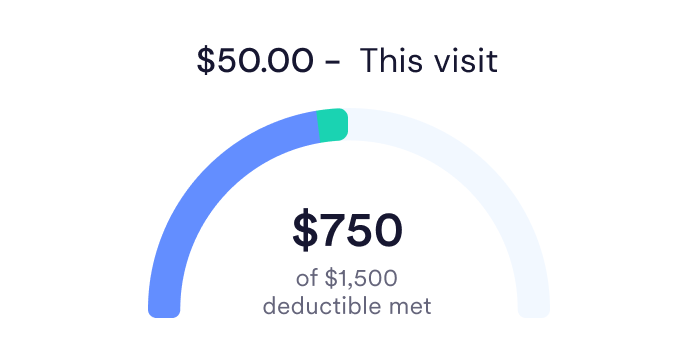 $50.00 – This visit
$750
of $1,500
deductible met